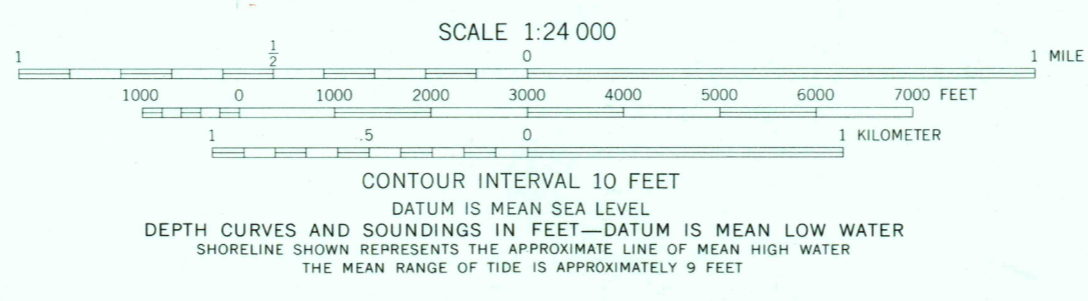 SCALE 1:24 000
1 1/2 0 1 MILE
1000 0 1000 2000 3000 4000 5000 6000 7000 FEET
1 .5 0 1 KILOMETER
CONTOUR INTERVAL 10 FEET
DATUM IS MEAN SEA LEVEL
DEPTH CURVES AND SOUNDINGS IN FEET—DATUM IS MEAN LOW WATER
SHORELINE SHOWN REPRESENTS THE APPROXIMATE LINE OF MEAN HIGH WATER
THE MEAN RANGE OF TIDE IS APPROXIMATELY 9 FEET